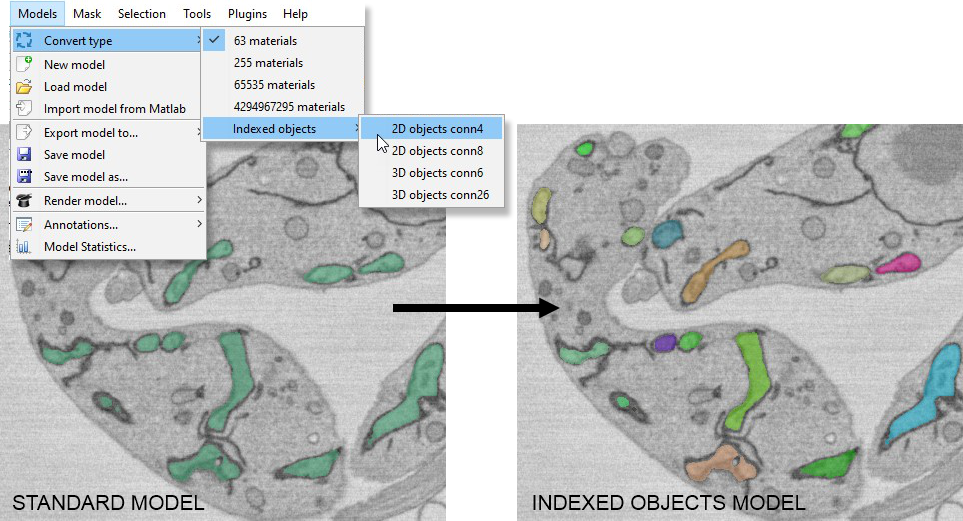 Models Mask Selection Tools Plugins Help
Convert type
New model
Load model
Import model from Matlab
Export model to...
Save model
Save model as...
Render model...
Annotations...
Model Statistics...
63 materials
255 materials
65535 materials
4294967295 materials
Indexed objects
2D objects conn4
2D objects conn8
3D objects conn6
3D objects conn26
STANDARD MODEL
INDEXED OBJECTS MODEL